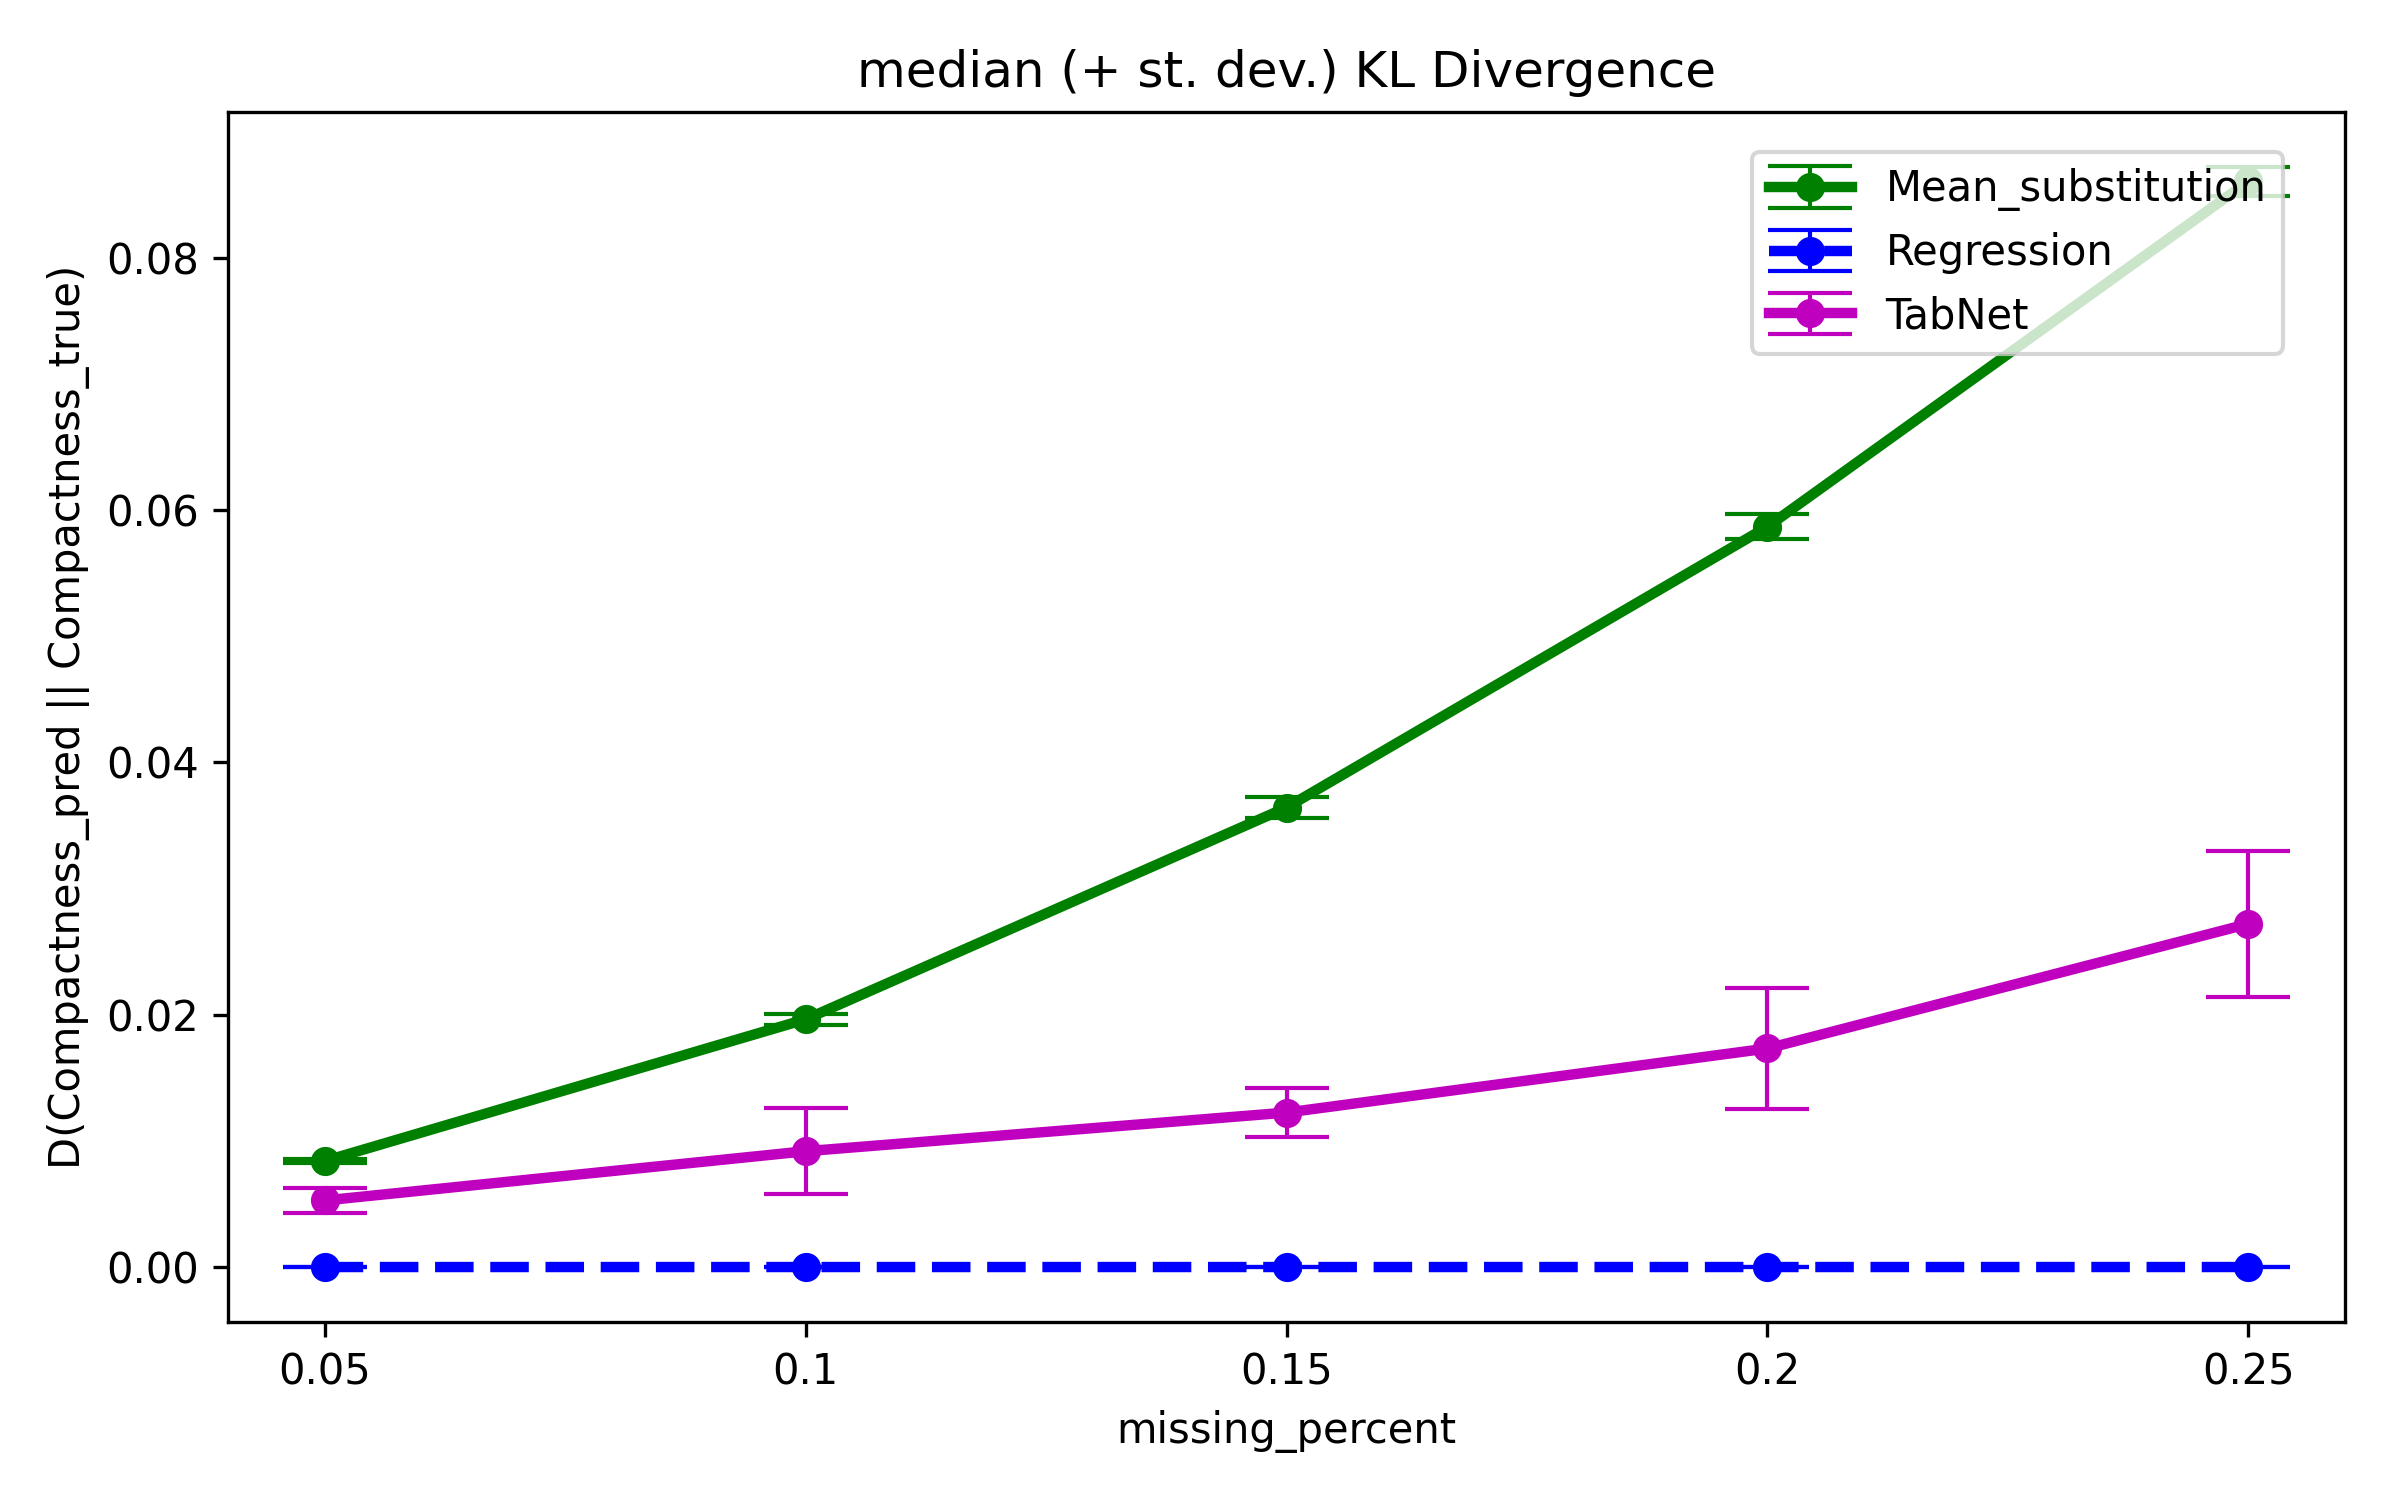 median (+ st. dev.) KL Divergence
Mean_substitution
Regression
TabNet
D(Compactness_pred || Compactness_true)
0.08
0.06
0.04
0.02
0.00
0.05
0.1
0.15
0.2
0.25
missing_percent